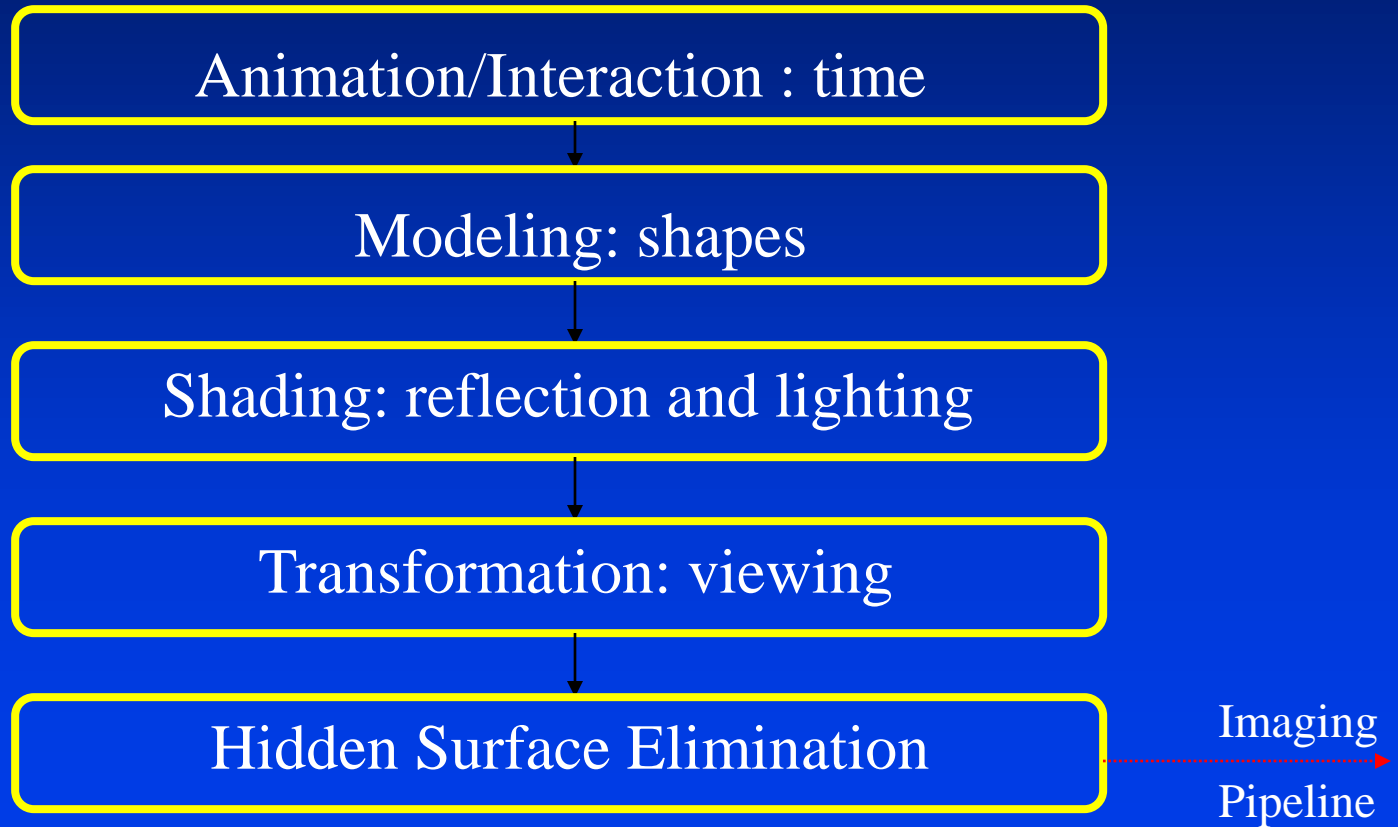 Animation/Interaction : time
Modeling: shapes
Shading: reflection and lighting
Transformation: viewing
Hidden Surface Elimination
Imaging
Pipeline